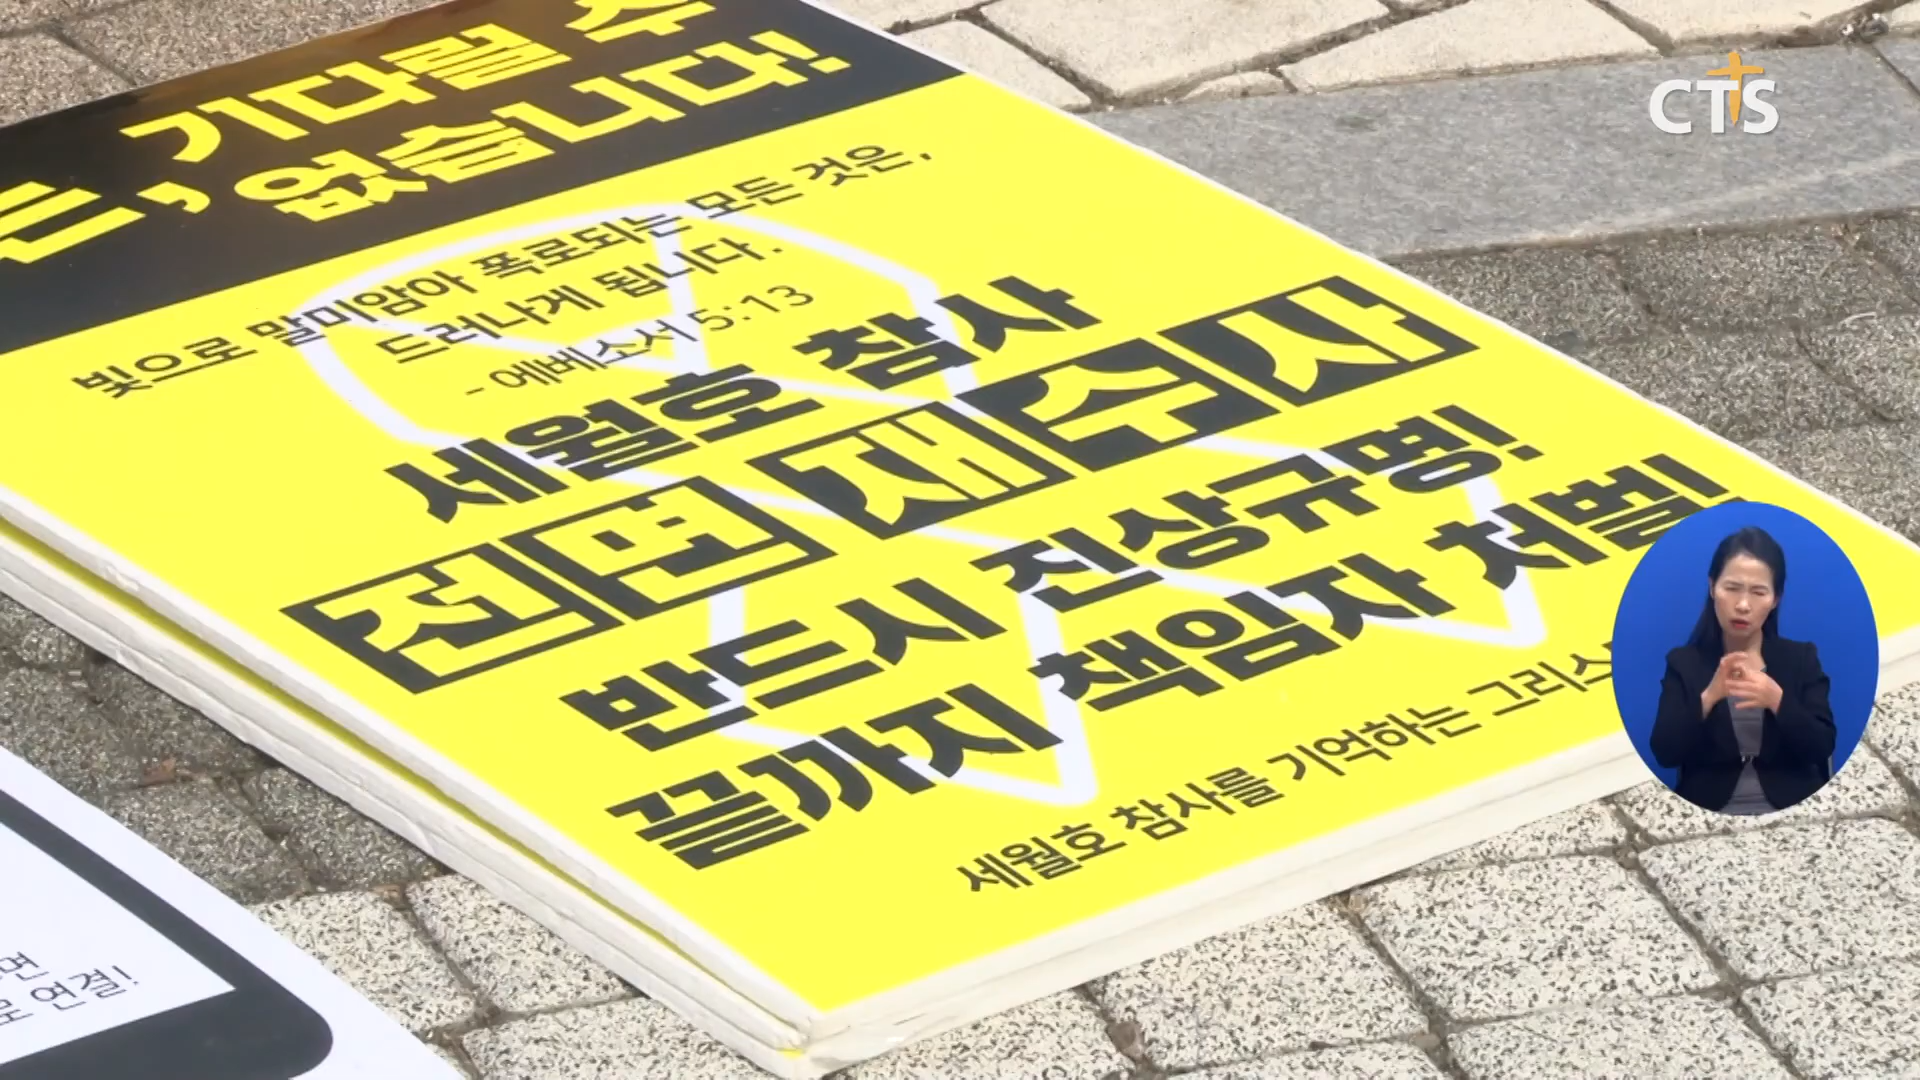 기다릴 수
없습니다!
빛으로 말미암아 폭로되는 모든 것은,
드러나게 됩니다.
- 에베소서 5:13
세월호 참사
전면 재수사
반드시 진상규명!
끝까지 책임자 처벌!
세월호 참사를 기억하는 그리스
연결!
CTS